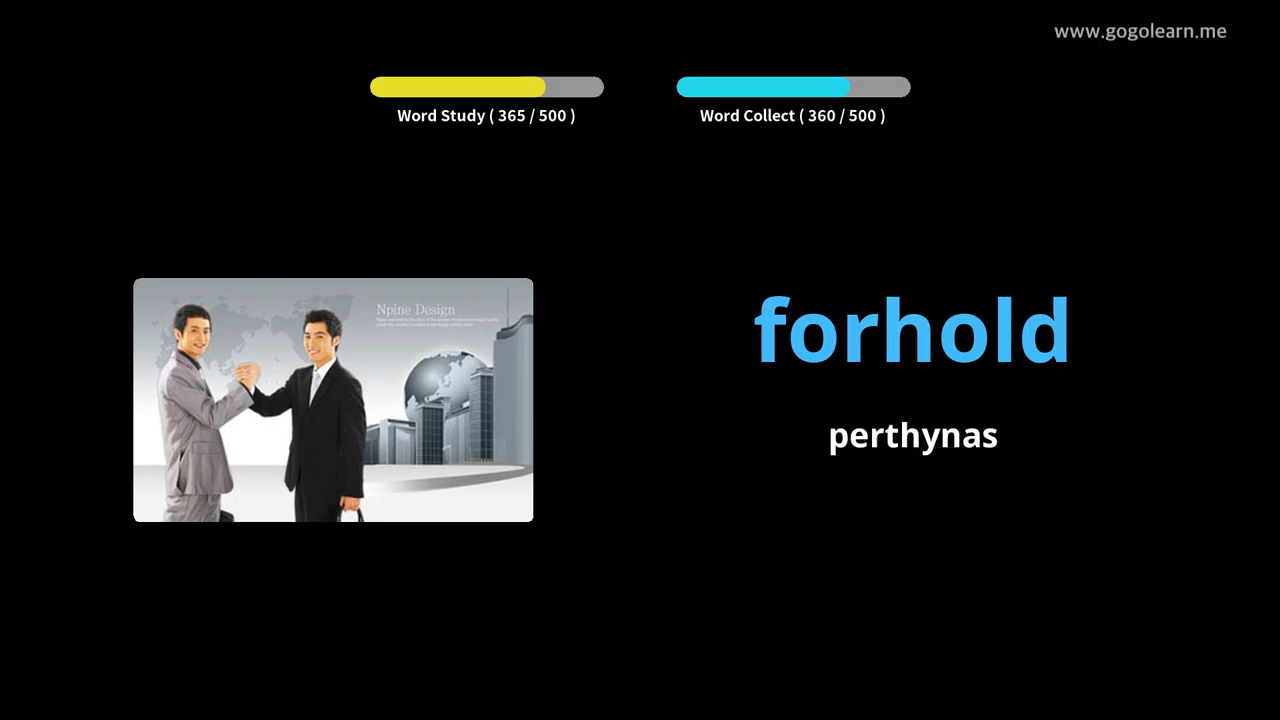 www.gogolearn.me
Word Study ( 365 / 500 )
Word Collect ( 360 / 500 )
Npine Design
forhold
perthynas